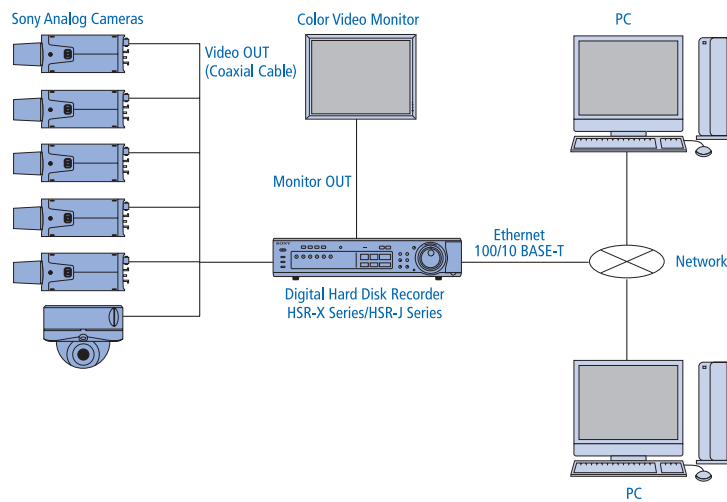 Sony Analog Cameras
Video OUT
(Coaxial Cable)
Color Video Monitor
PC
Monitor OUT
SONY
Ethernet
100/10 BASE-T
Network
Digital Hard Disk Recorder
HSR-X Series/HSR-J Series
PC